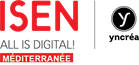 ISEN
ALL IS DIGITAL!
MÉDITERRANÉE
y
yncréa